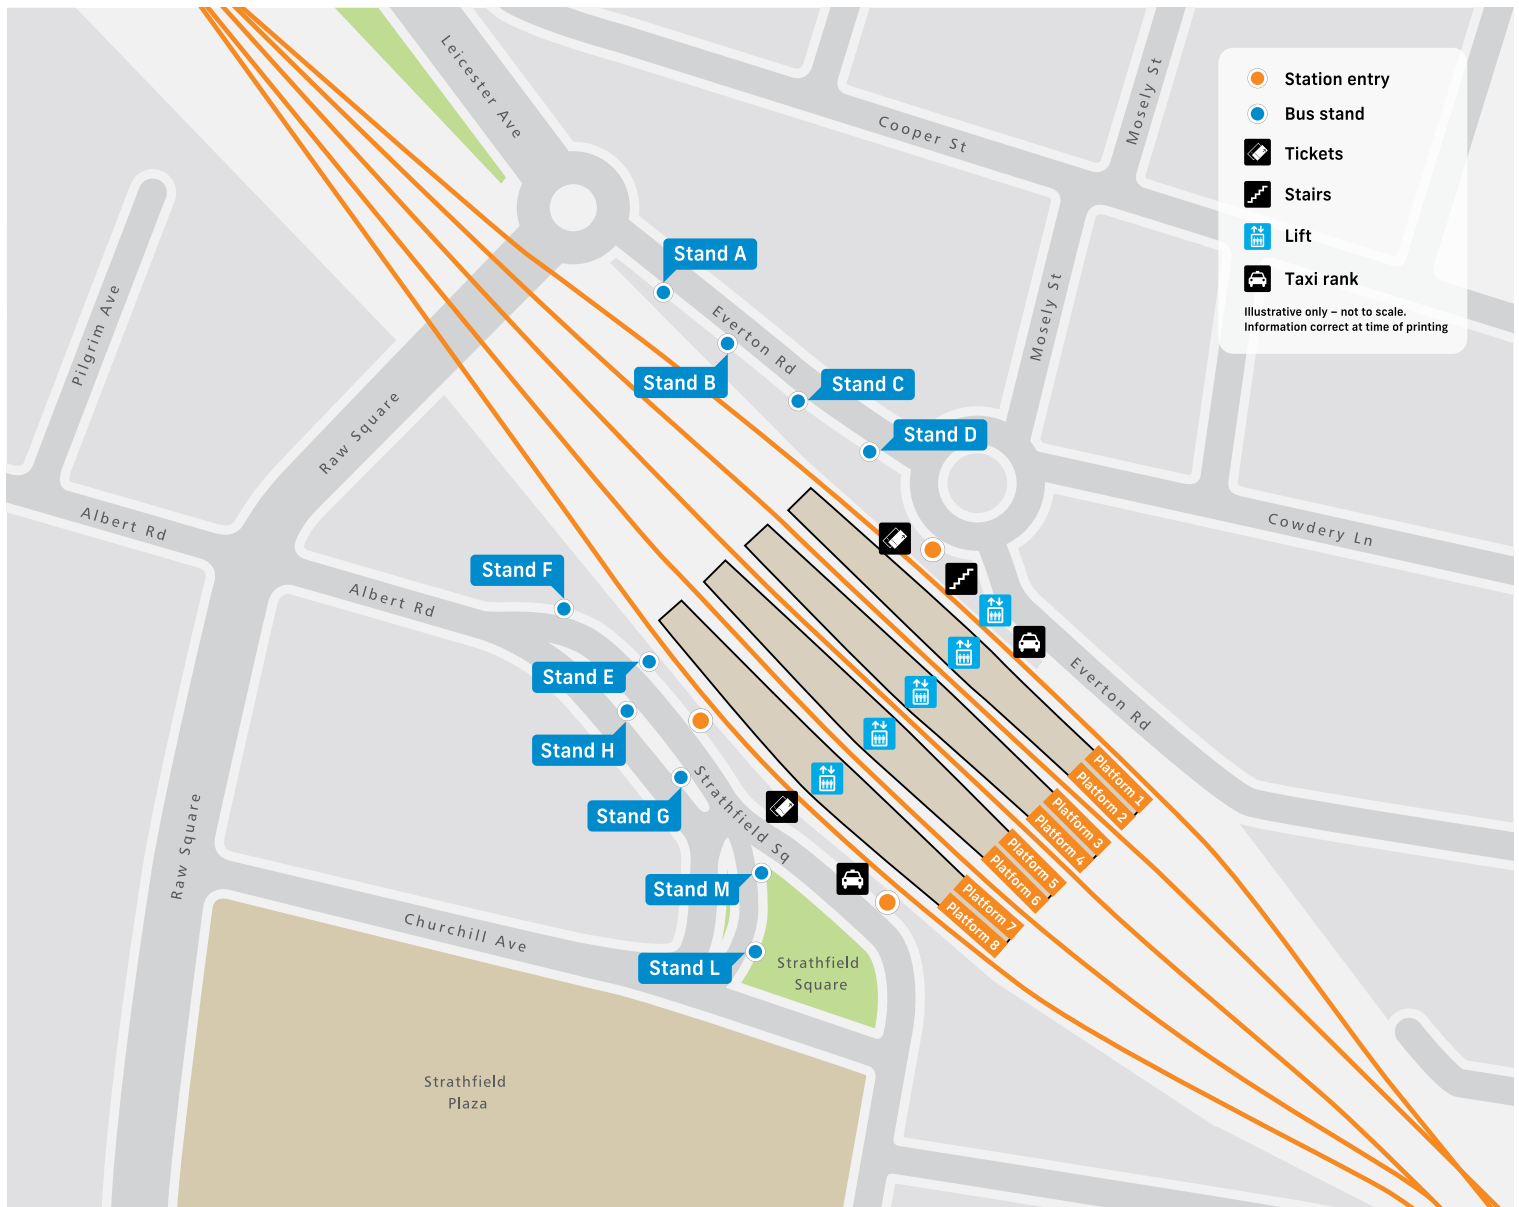 Leicester Ave
Cooper St
Mosely St
Station entry
Bus stand
Tickets
Stairs
Lift
Taxi rank
Illustrative only – not to scale.
Information correct at time of printing
Stand A
Pilgrim Ave
Everton Rd
Mosely St
Stand B
Stand C
Raw Square
Stand D
Albert Rd
Cowdery Ln
Stand F
Albert Rd
Stand E
Everton Rd
Stand H
Platform 1
Platform 2
Stand G
Strathfield Sq
Platform 3
Platform 4
Raw Square
Platform 5
Platform 6
Stand M
Platform 7
Platform 8
Churchill Ave
Stand L
Strathfield
Square
Strathfield
Plaza